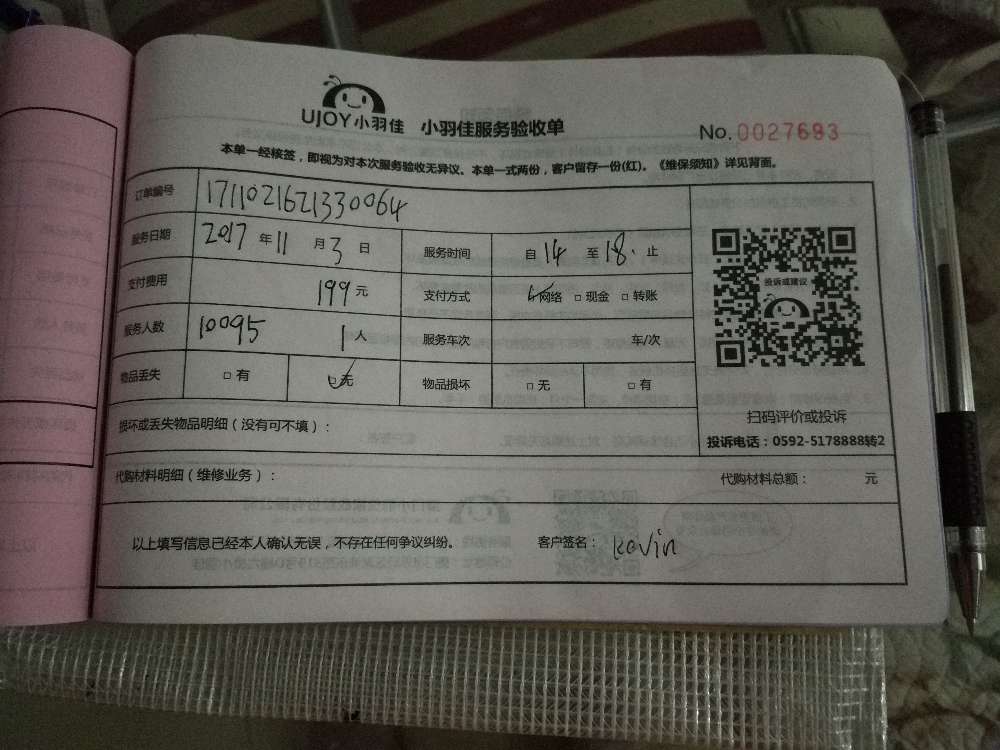 UJOY小羽佳 小羽佳服务验收单
No. 0027693
本单一经核签，即视为对本次服务验收无异议。本单一式两份，客户留存一份(红)。《维保须知》详见背面。
订单编号 1711021621330064
服务日期 2017 年 11 月 3 日 服务时间 自 14 至 18、止
支付费用 199 元 支付方式 网络 □ 现金 □ 转账
投诉或建议
服务人数 10095 1 人 服务车次 车/次
物品丢失 □ 有 □ 无 物品损坏 □ 无 □ 有
扫码评价或投诉
损坏或丢失物品明细（没有可不填）：
投诉电话：0592-5178888转2
代购材料明细（维修业务）： 代购材料总额： 元
以上填写信息已经本人确认无误，不存在任何争议纠纷。 客户签名： kevin